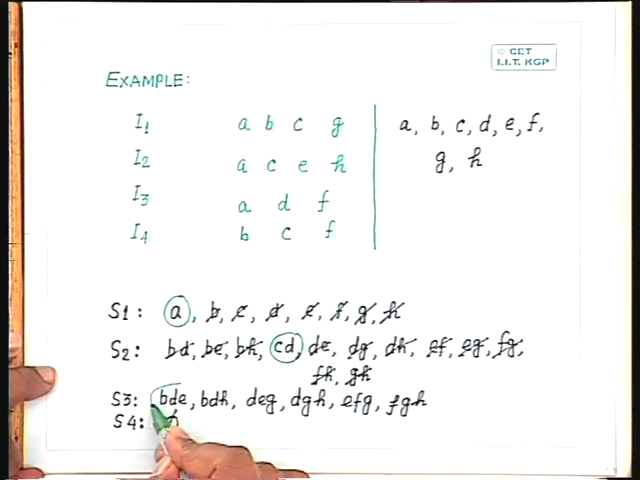 © CET
I.I.T. KGP
EXAMPLE:
I1 a b c g
I2 a c e h
I3 a d f
I4 b c f
a, b, c, d, e, f,
g, h
S1: a, b, c, d, e, f, g, h
S2: bd, be, bh, cd, de, dg, dh, ef, eg, fg,
fh, gh
S3: bde, bdh, deg, dgh, efg, fgh
S4: